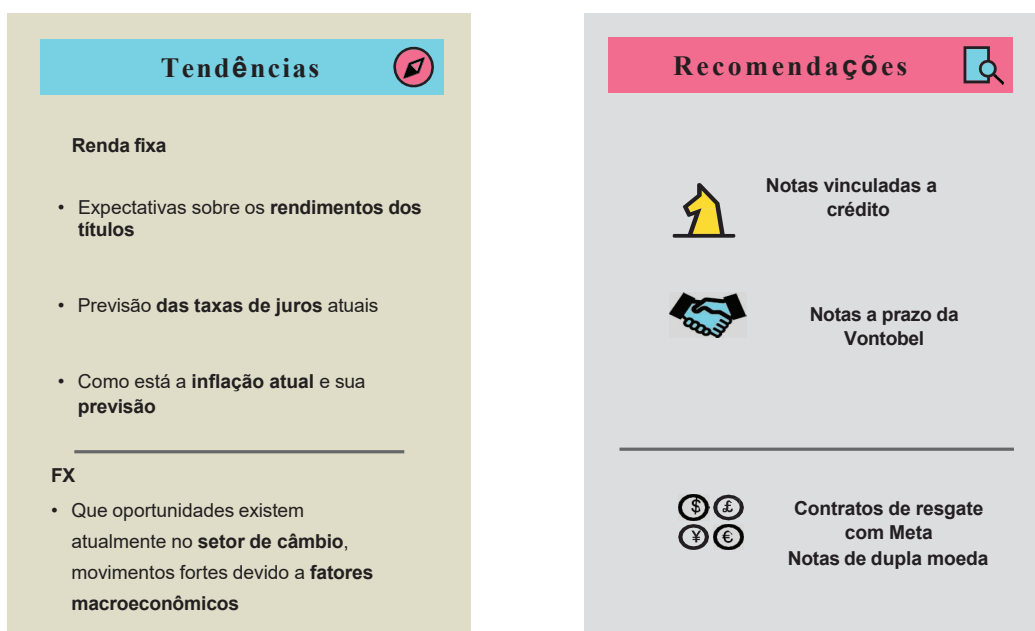 Tendências
Renda fixa
• Expectativas sobre os rendimentos dos
títulos
• Previsão das taxas de juros atuais
• Como está a inflação atual e sua
previsão
FX
• Que oportunidades existem
atualmente no setor de câmbio,
movimentos fortes devido a fatores
macroeconômicos
Recomendações
Notas vinculadas a
crédito
Notas a prazo da
Vontobel
$ £
¥ €
Contratos de resgate
com Meta
Notas de dupla moeda